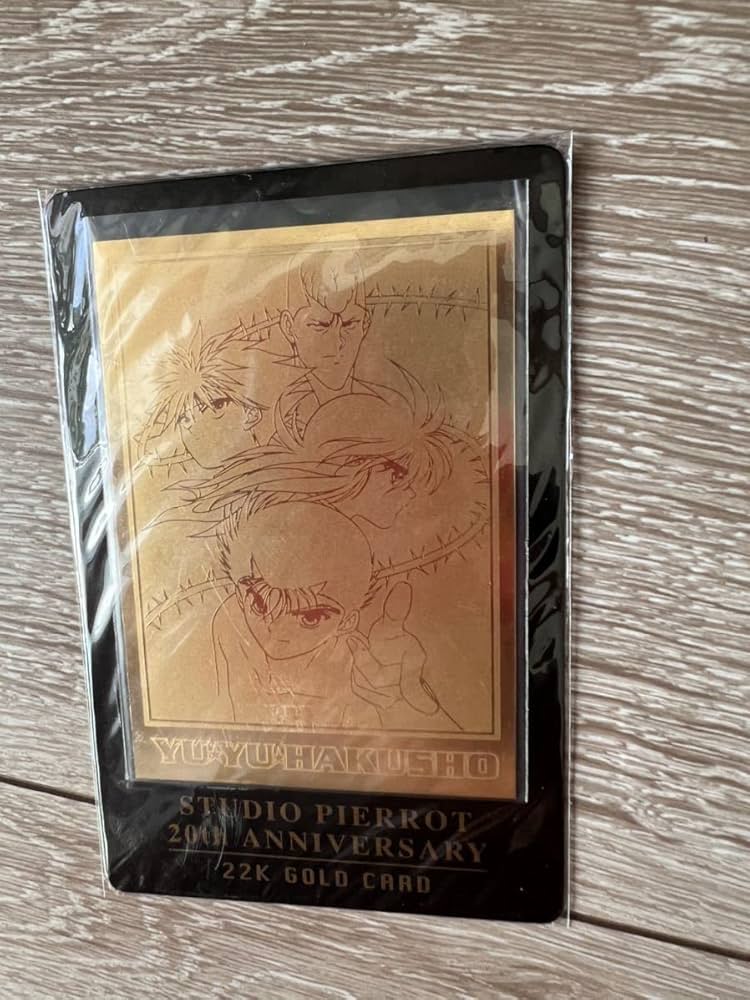 YU★YU★HAKUSHO
STUDIO PIERROT
20th ANNIVERSARY
22K GOLD CARD